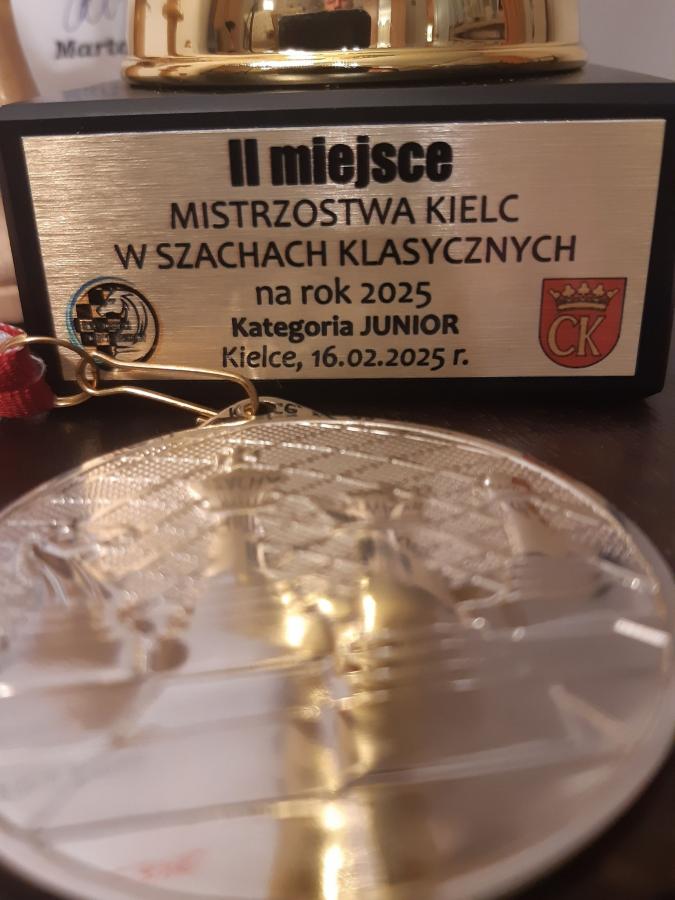 II miejsce
MISTRZOSTWA KIELC
W SZACHACH KLASYCZNYCH
na rok 2025
Kategoria JUNIOR
Kielce, 16.02.2025 r.
CK